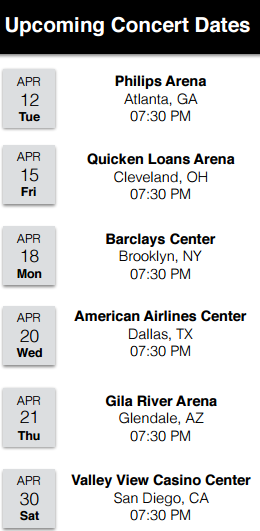 Upcoming Concert Dates
APR
12
Tue
Philips Arena
Atlanta, GA
07:30 PM
APR
15
Fri
Quicken Loans Arena
Cleveland, OH
07:30 PM
APR
18
Mon
Barclays Center
Brooklyn, NY
07:30 PM
APR
20
Wed
American Airlines Center
Dallas, TX
07:30 PM
APR
21
Thu
Gila River Arena
Glendale, AZ
07:30 PM
APR
30
Sat
Valley View Casino Center
San Diego, CA
07:30 PM